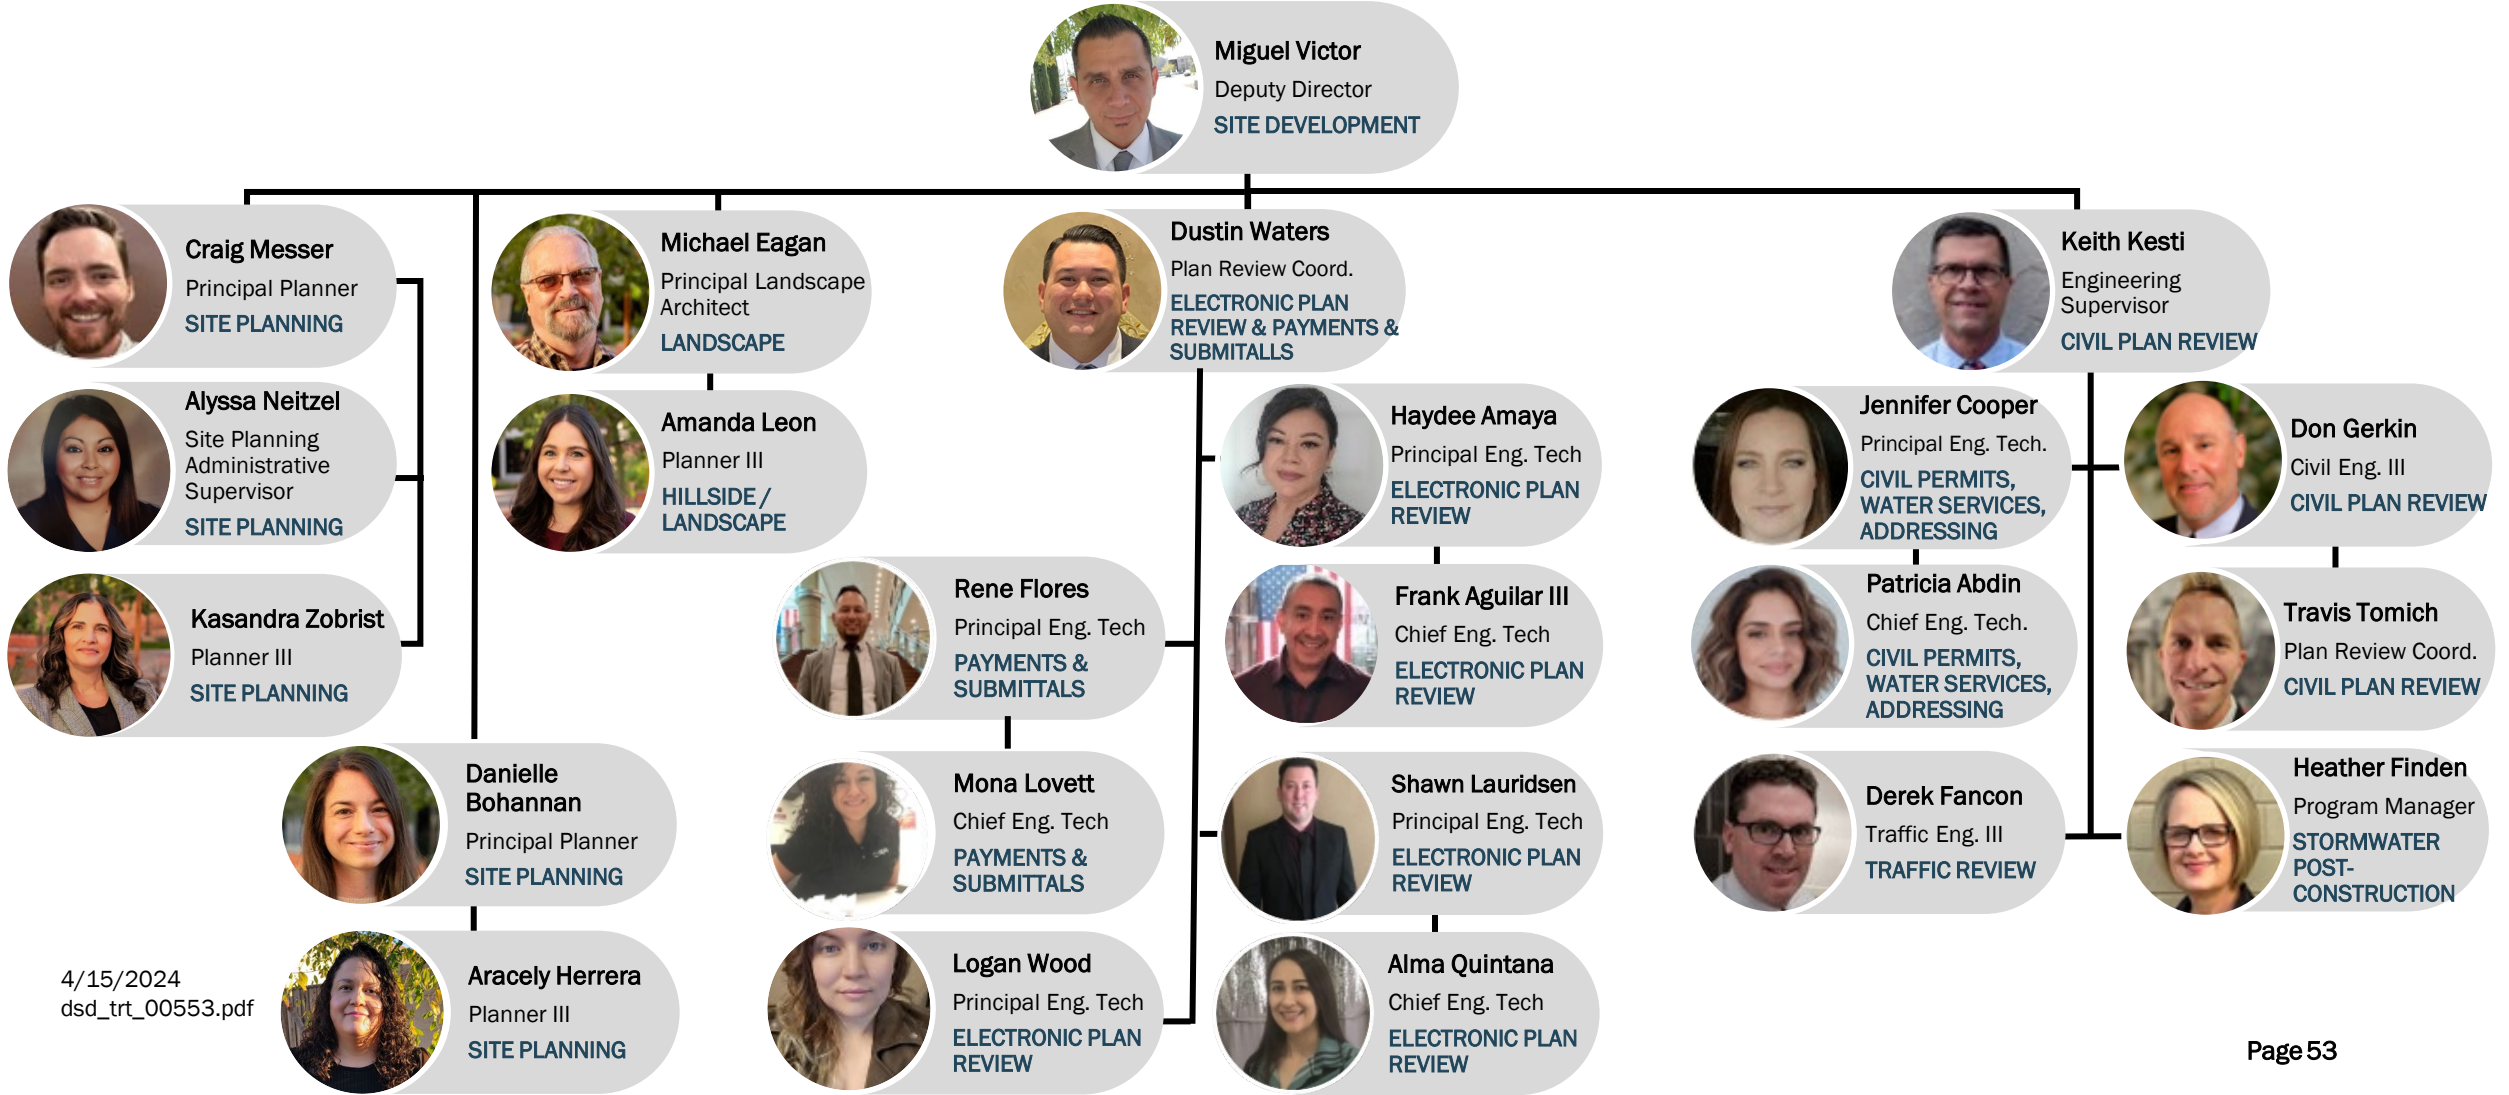 Miguel Victor
Deputy Director
SITE DEVELOPMENT
Craig Messer
Principal Planner
SITE PLANNING
Alyssa Neitzel
Site Planning
Administrative
Supervisor
SITE PLANNING
Kasandra Zobrist
Planner III
SITE PLANNING
Danielle
Bohannan
Principal Planner
SITE PLANNING
Aracely Herrera
Planner III
SITE PLANNING
Michael Eagan
Principal Landscape
Architect
LANDSCAPE
Amanda Leon
Planner III
HILLSIDE /
LANDSCAPE
Dustin Waters
Plan Review Coord.
ELECTRONIC PLAN
REVIEW & PAYMENTS &
SUBMITALLS
Haydee Amaya
Principal Eng. Tech
ELECTRONIC PLAN
REVIEW
Frank Aguilar III
Chief Eng. Tech
ELECTRONIC PLAN
REVIEW
Rene Flores
Principal Eng. Tech
PAYMENTS &
SUBMITTALS
Mona Lovett
Chief Eng. Tech
PAYMENTS &
SUBMITTALS
Shawn Lauridsen
Principal Eng. Tech
ELECTRONIC PLAN
REVIEW
Logan Wood
Principal Eng. Tech
ELECTRONIC PLAN
REVIEW
Alma Quintana
Chief Eng. Tech
ELECTRONIC PLAN
REVIEW
Keith Kesti
Engineering
Supervisor
CIVIL PLAN REVIEW
Jennifer Cooper
Principal Eng. Tech.
CIVIL PERMITS,
WATER SERVICES,
ADDRESSING
Patricia Abdin
Chief Eng. Tech.
CIVIL PERMITS,
WATER SERVICES,
ADDRESSING
Derek Fancon
Traffic Eng. III
TRAFFIC REVIEW
Don Gerkin
Civil Eng. III
CIVIL PLAN REVIEW
Travis Tomich
Plan Review Coord.
CIVIL PLAN REVIEW
Heather Finden
Program Manager
STORMWATER
POST-
CONSTRUCTION
4/15/2024
dsd_trt_00553.pdf
Page 53